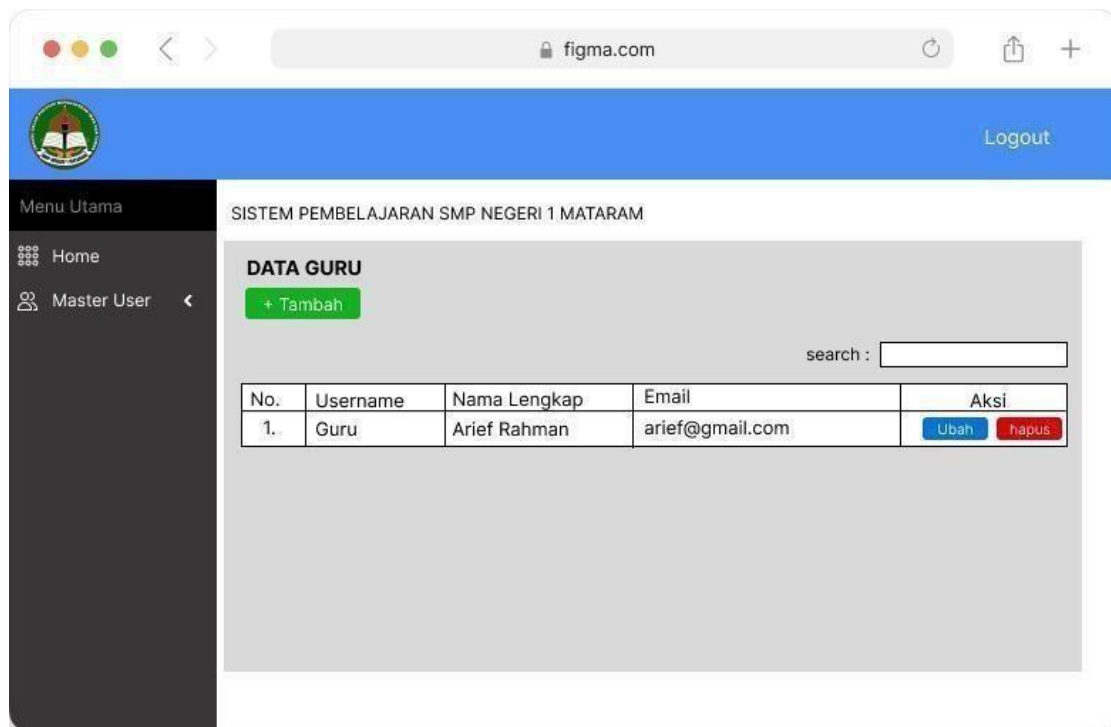 figma.com
Logout
Menu Utama
Home
Master User
SISTEM PEMBELAJARAN SMP NEGERI 1 MATARAM
DATA GURU
+ Tambah
search :
No. Username Nama Lengkap Email Aksi
1. Guru Arief Rahman arief@gmail.com Ubah hapus